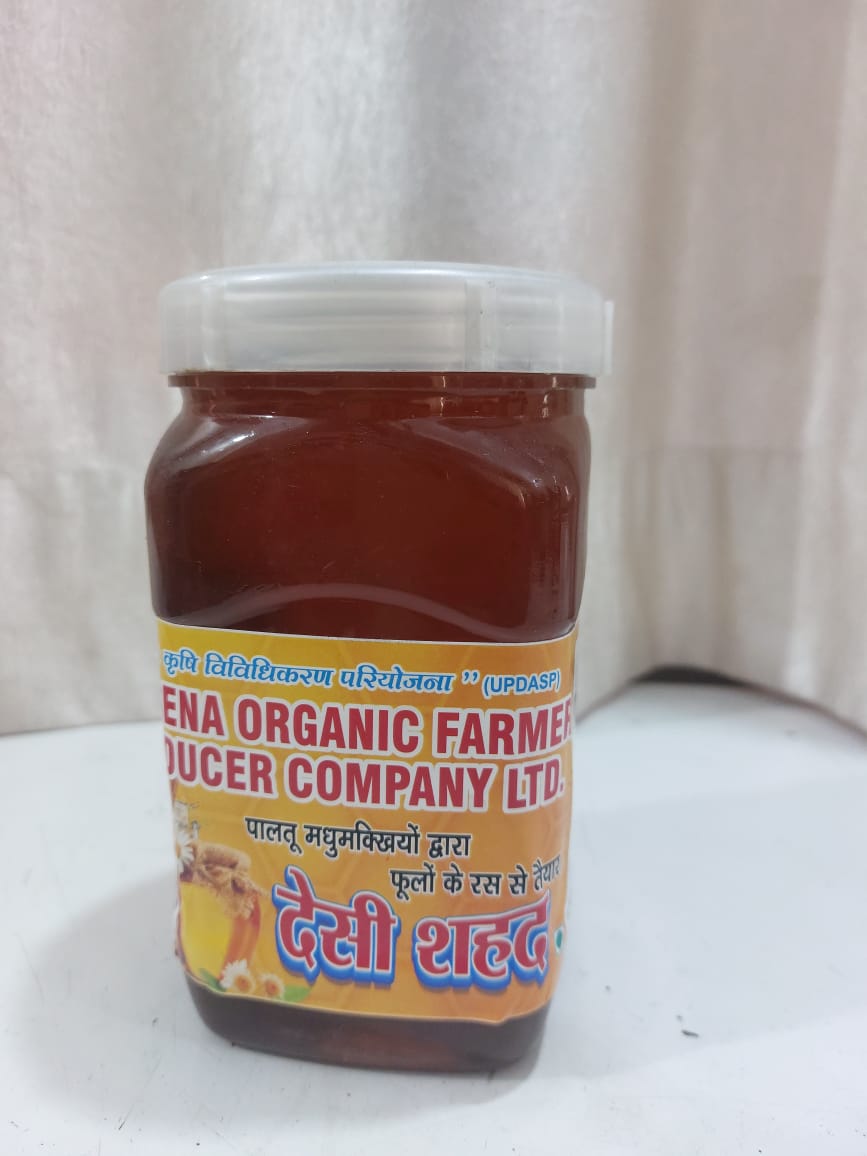 कृषि विविधिकरण परियोजना ” (UPDASP)
ENA ORGANIC FARMER
DUCER COMPANY LTD.
पालतू मधुमक्खियों द्वारा
फूलों के रस से तैयार
देसी शहद